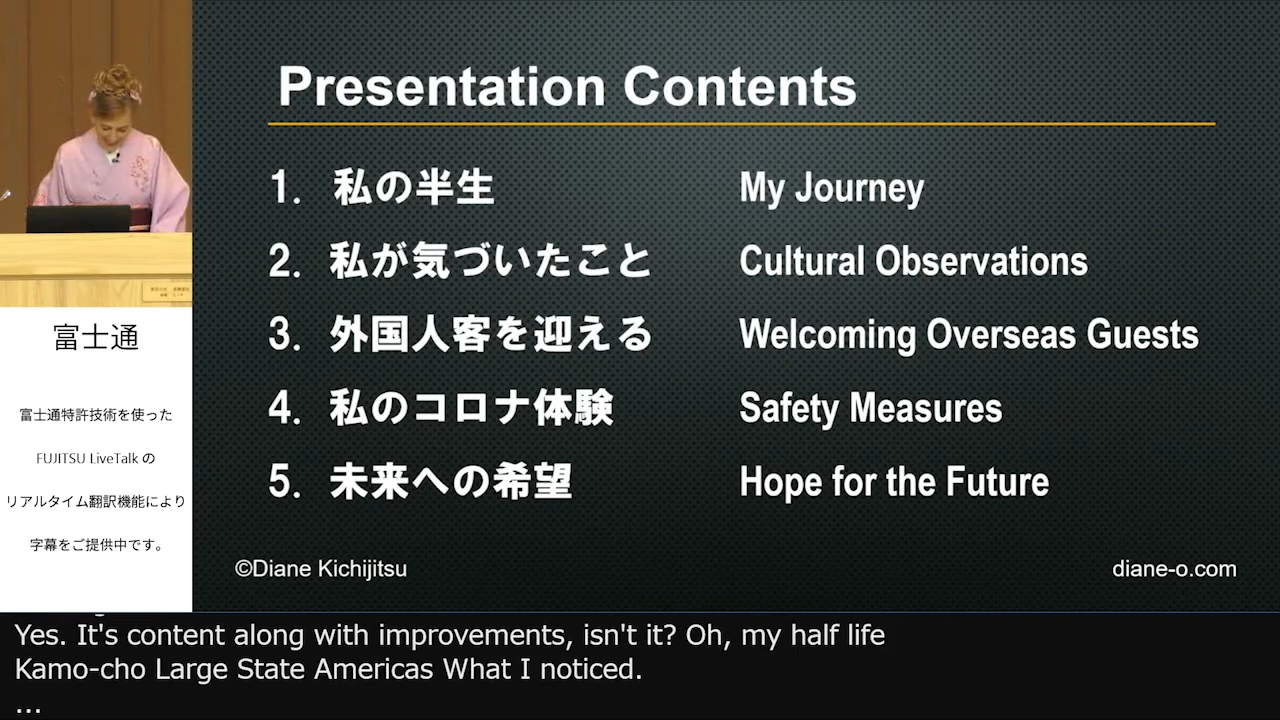 Presentation Contents
1. 私の半生 My Journey
2. 私が気づいたこと Cultural Observations
3. 外国人客を迎える Welcoming Overseas Guests
4. 私のコロナ体験 Safety Measures
5. 未来への希望 Hope for the Future
©Diane Kichijitsu diane-o.com
富士通
富士通特許技術を使った
FUJITSU LiveTalk の
リアルタイム翻訳機能により
字幕をご提供中です。
Yes. It's content along with improvements, isn't it? Oh, my half life
Kamo-cho Large State Americas What I noticed.
...